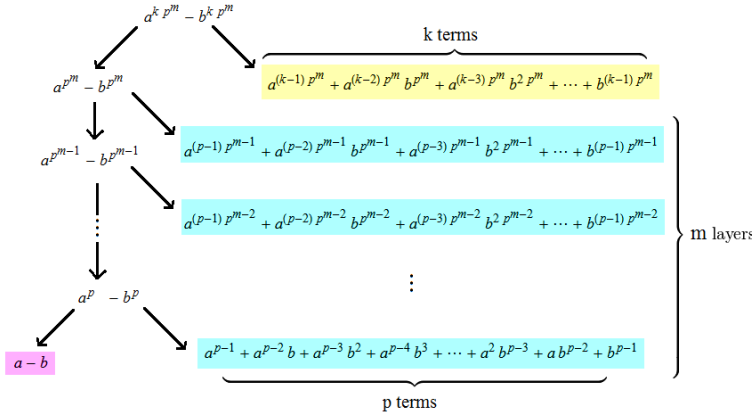 a^{k p^m} − b^{k p^m}
k terms
a^{p^m} − b^{p^m}
a^{(k−1) p^m} + a^{(k−2) p^m} b^{p^m} + a^{(k−3) p^m} b^{2 p^m} + ⋯ + b^{(k−1) p^m}
a^{p^{m−1}} − b^{p^{m−1}}
a^{(p−1) p^{m−1}} + a^{(p−2) p^{m−1}} b^{p^{m−1}} + a^{(p−3) p^{m−1}} b^{2 p^{m−1}} + ⋯ + b^{(p−1) p^{m−1}}
a^{(p−1) p^{m−2}} + a^{(p−2) p^{m−2}} b^{p^{m−2}} + a^{(p−3) p^{m−2}} b^{2 p^{m−2}} + ⋯ + b^{(p−1) p^{m−2}}
m layers
⋮
a^p − b^p
a^{p−1} + a^{p−2} b + a^{p−3} b^2 + a^{p−4} b^3 + ⋯ + a^2 b^{p−3} + a b^{p−2} + b^{p−1}
a − b
p terms